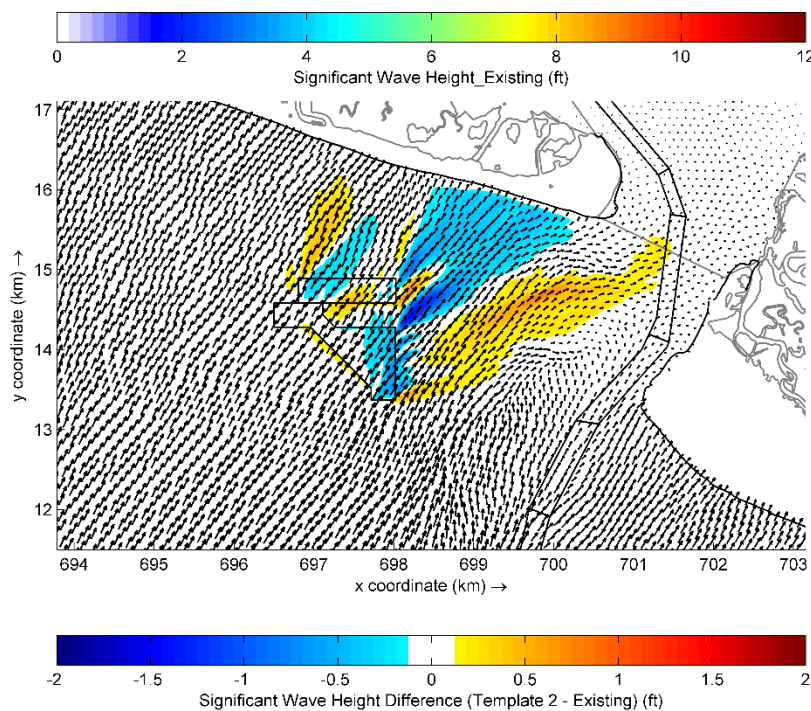 0 2 4 6 8 10 12
Significant Wave Height_Existing (ft)
17
16
15
14
13
12
y coordinate (km) →
694 695 696 697 698 699 700 701 702 703
x coordinate (km) →
-2 -1.5 -1 -0.5 0 0.5 1 1.5 2
Significant Wave Height Difference (Template 2 - Existing) (ft)